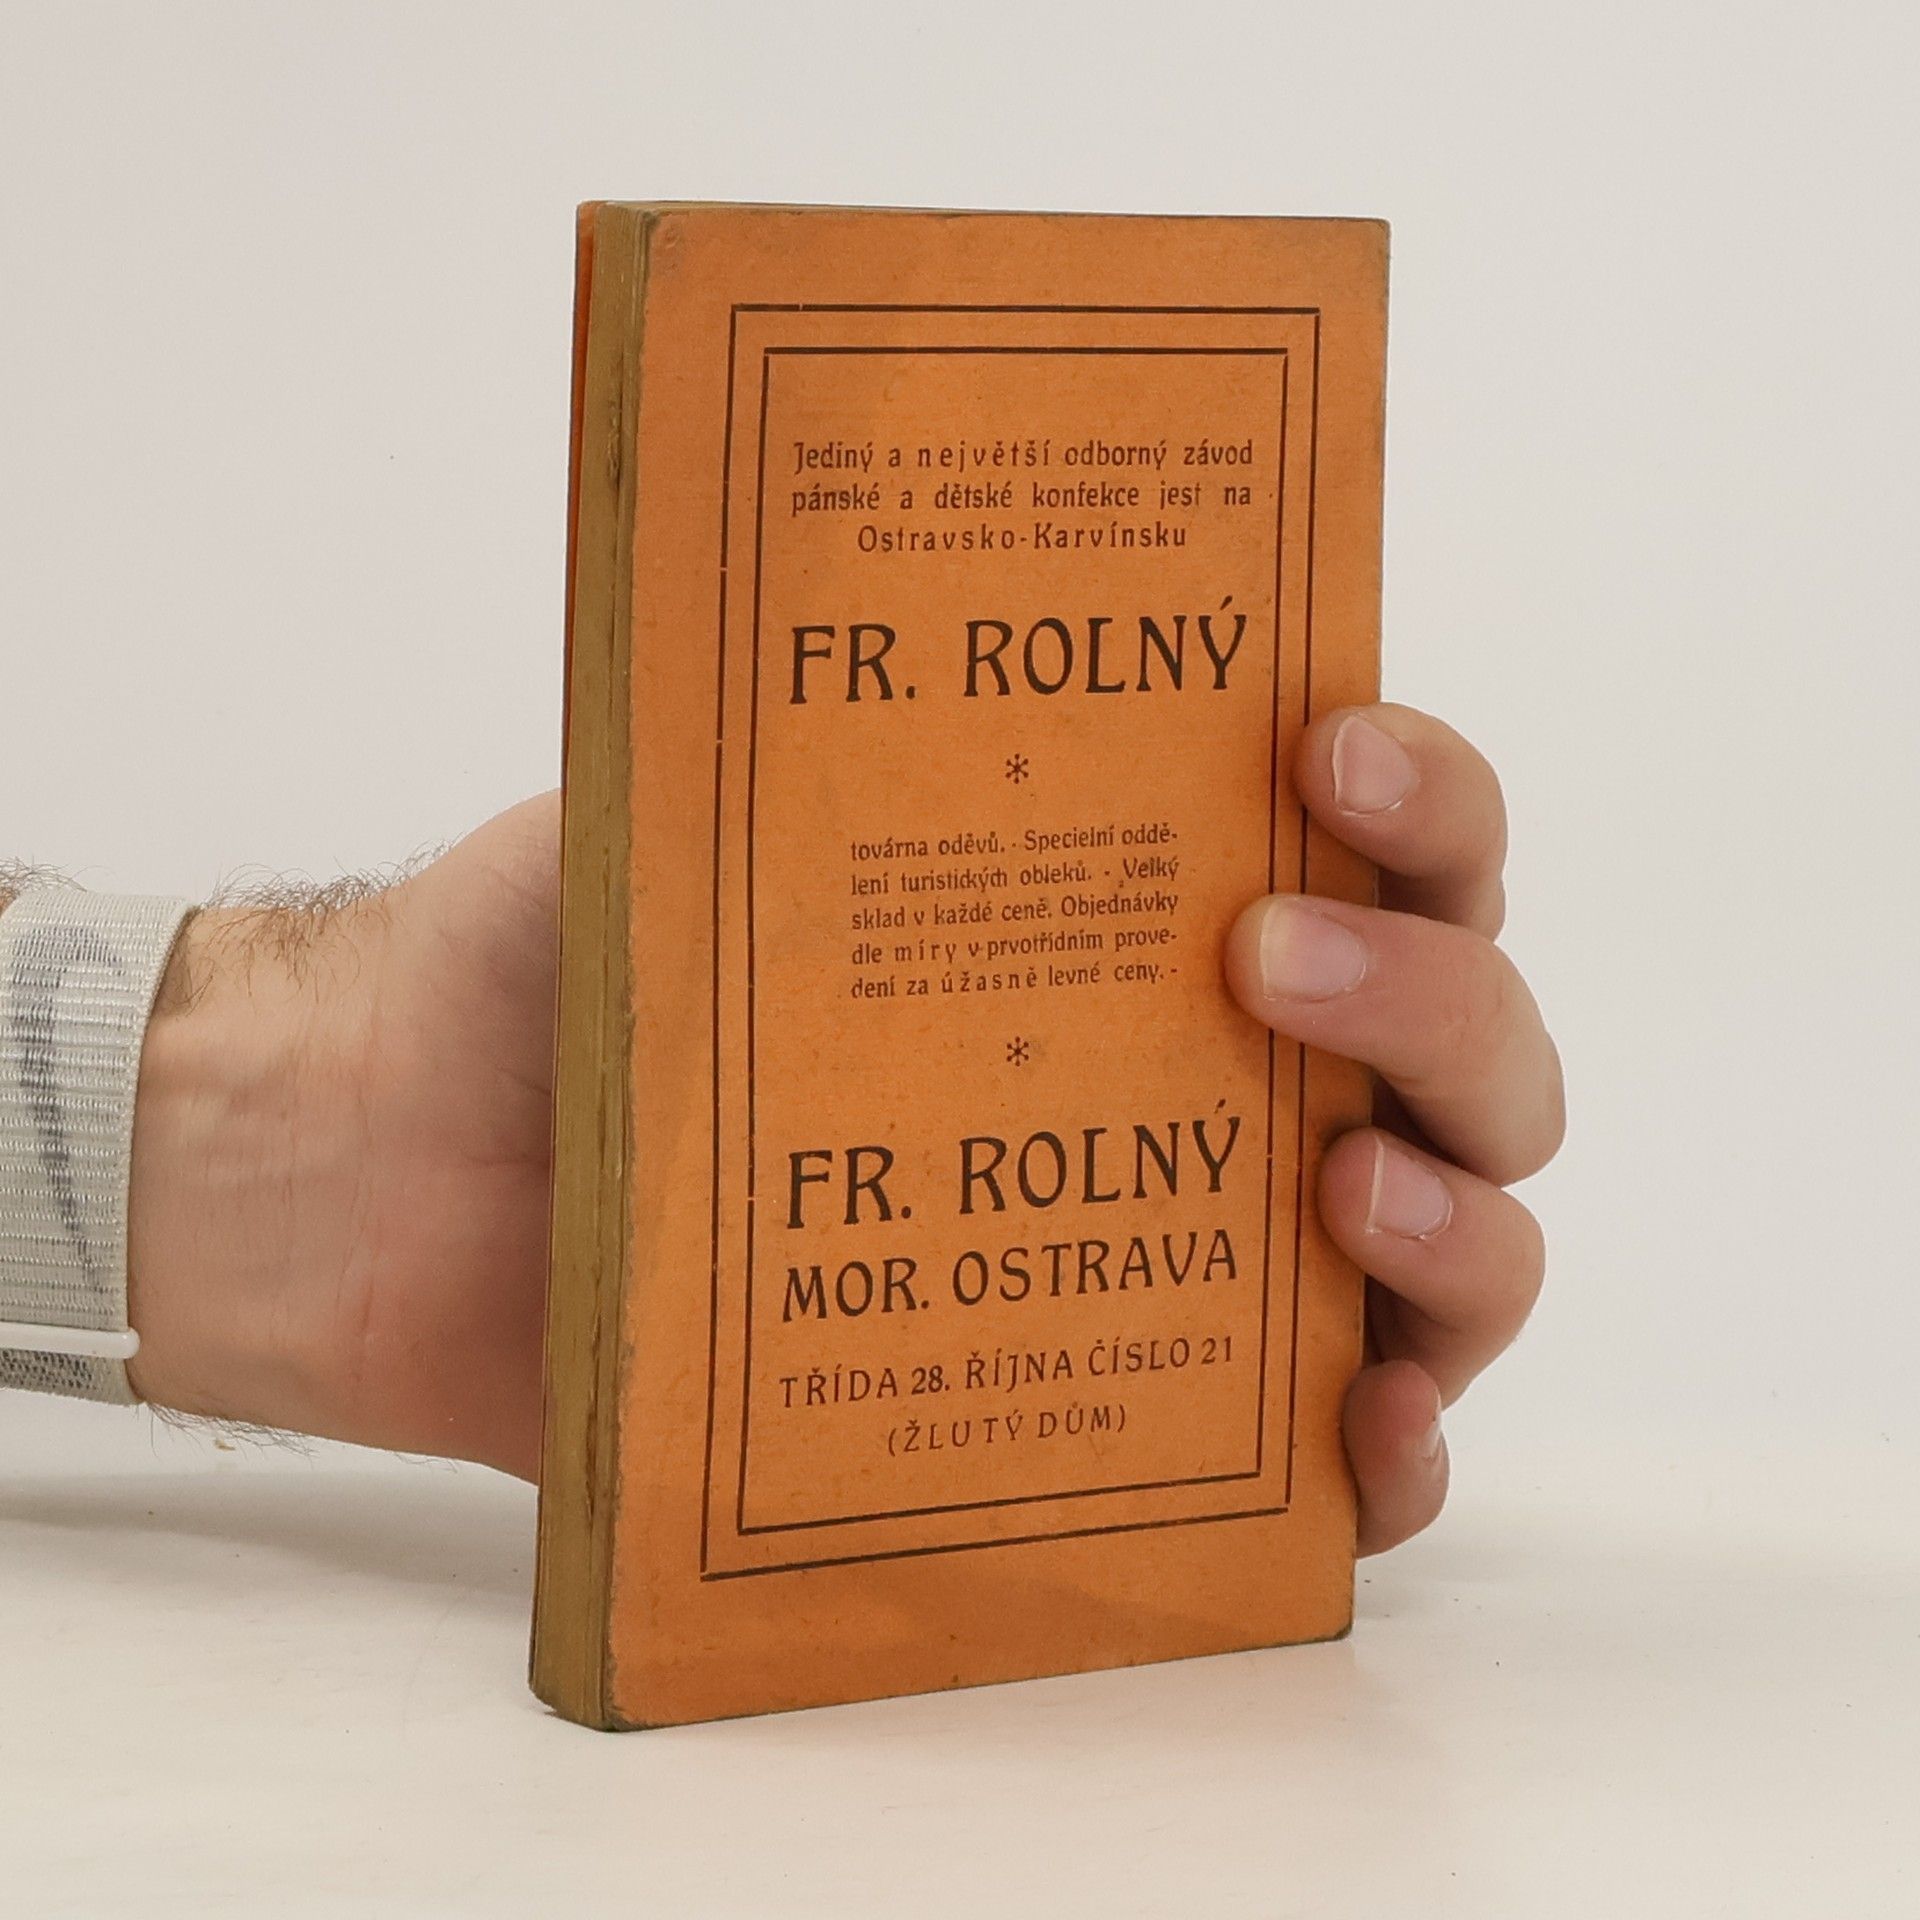 Jediný a největší odborný závod
pánské a dětské konfekce jest na
Ostravsko-Karvínsku
FR. ROLNÝ
*
továrna oděvů. - Specielní oddě-
lení turistických obleků. - Velký
sklad v každé ceně. Objednávky
dle míry v prvotřídním prove-
dení za úžasně levné ceny. -
*
FR. ROLNÝ
MOR. OSTRAVA
TŘÍDA 28. ŘÍJNA ČÍSLO 21
(ŽLUTÝ DŮM)